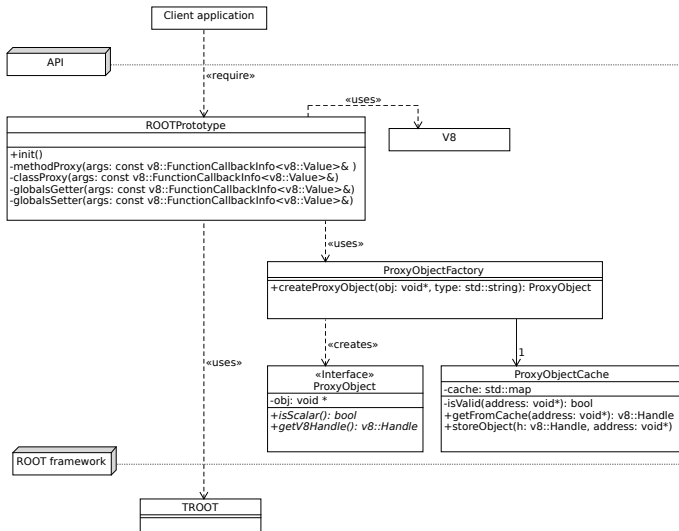 Client application
API
«require»
«uses»
ROOTPrototype
V8
+init()
-methodProxy(args: const v8::FunctionCallbackInfo<v8::Value>& )
-classProxy(args: const v8::FunctionCallbackInfo<v8::Value>&)
-globalsGetter(args: const v8::FunctionCallbackInfo<v8::Value>&)
-globalsSetter(args: const v8::FunctionCallbackInfo<v8::Value>&)
«uses»
ProxyObjectFactory
+createProxyObject(obj: void*, type: std::string): ProxyObject
«creates»
1
«uses»
«Interface»
ProxyObject
-obj: void *
+isScalar(): bool
+getV8Handle(): v8::Handle
ProxyObjectCache
-cache: std::map
-isValid(address: void*): bool
+getFromCache(address: void*): v8::Handle
+storeObject(h: v8::Handle, address: void*)
ROOT framework
TROOT